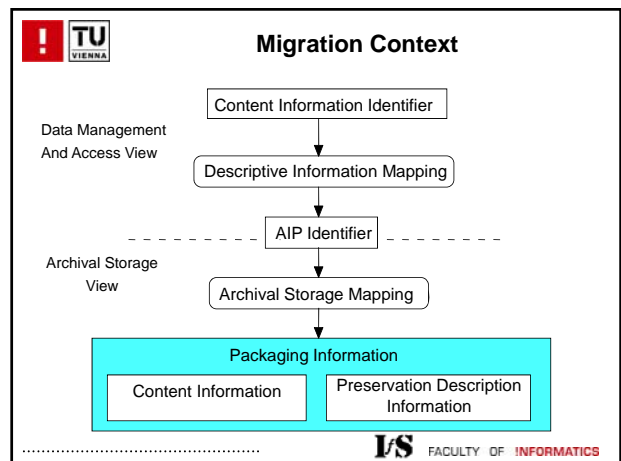 ! TU
VIENNA
Migration Context
Content Information Identifier
Data Management
And Access View
Descriptive Information Mapping
AIP Identifier
Archival Storage
View
Archival Storage Mapping
Packaging Information
Content Information
Preservation Description
Information
IfS FACULTY OF !NFORMATICS